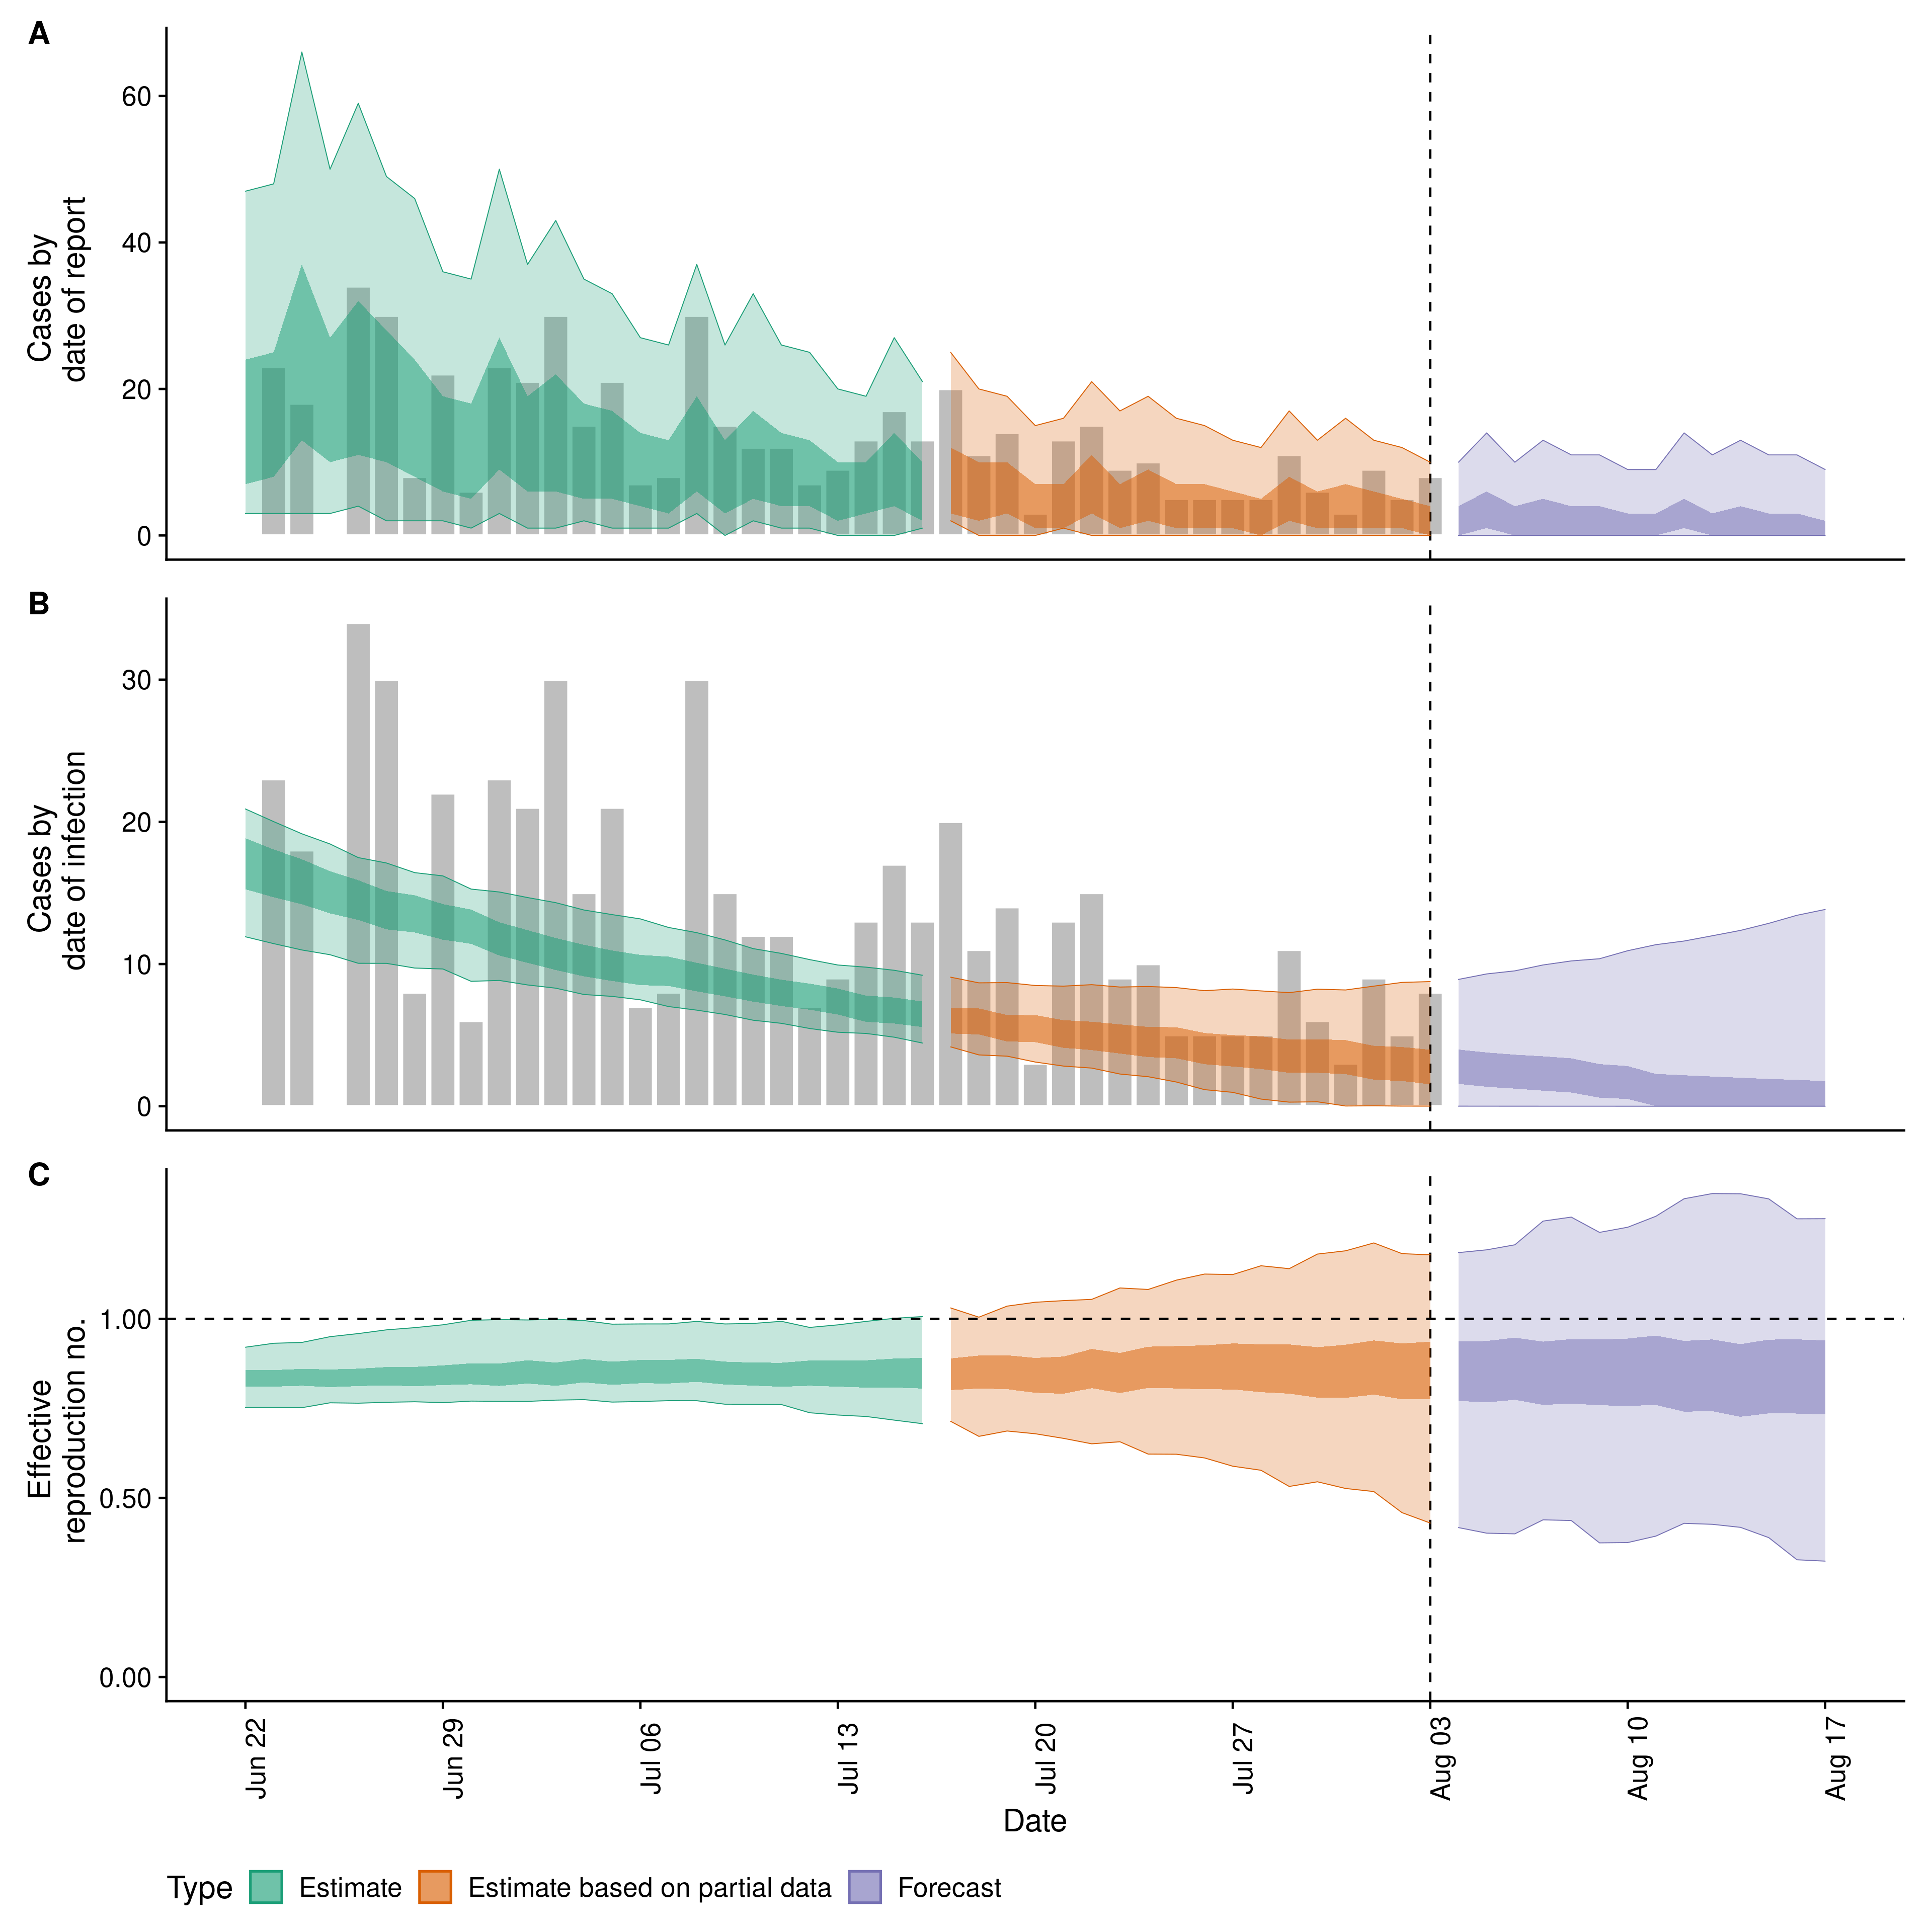 A
Cases by
date of report
60
40
20
0
B
Cases by
date of infection
30
20
10
0
C
Effective
reproduction no.
1.00
0.50
0.00
Jun 22
Jun 29
Jul 06
Jul 13
Jul 20
Jul 27
Aug 03
Aug 10
Aug 17
Date
Type Estimate Estimate based on partial data Forecast